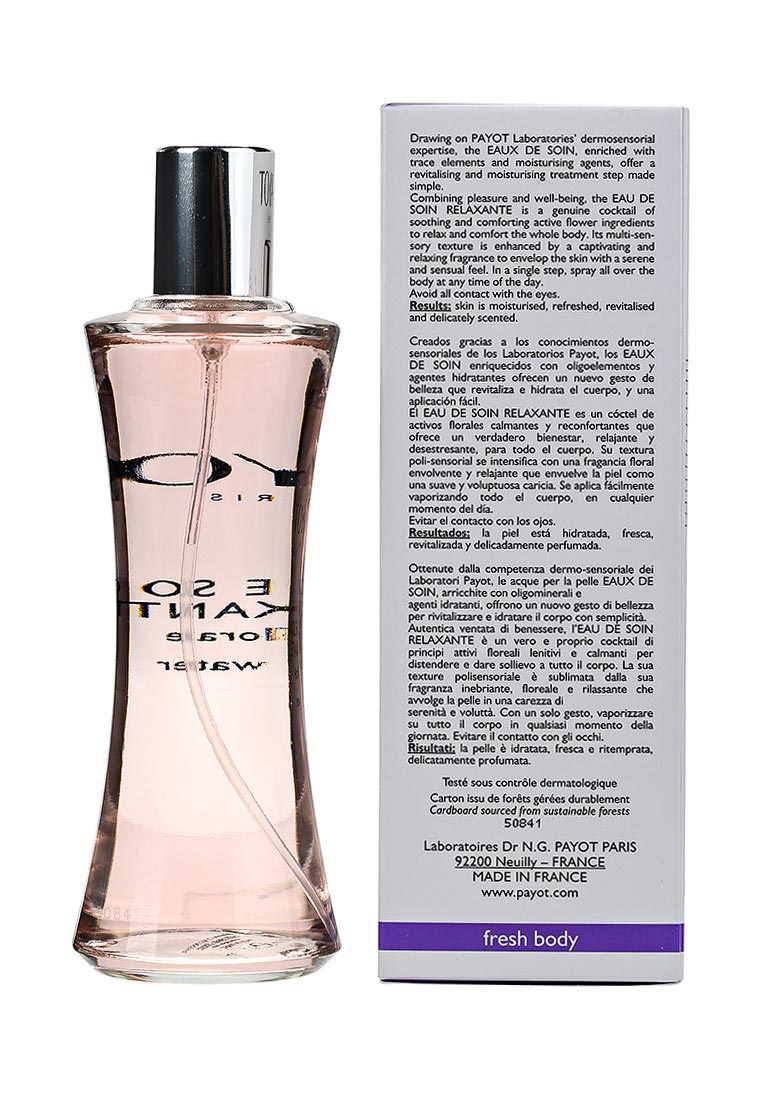 YO
RIS
E SO
XANT
lorale
water
50841
Drawing on PAYOT Laboratories' dermosensorial
expertise, the EAUX DE SOIN, enriched with
trace elements and moisturising agents, offer a
revitalising and moisturising treatment step made
simple.
Combining pleasure and well-being, the EAU DE
SOIN RELAXANTE is a genuine cocktail of
soothing and comforting active flower ingredients
to relax and comfort the whole body. Its multi-sen-
sory texture is enhanced by a captivating and
relaxing fragrance to envelop the skin with a serene
and sensual feel. In a single step, spray all over the
body at any time of the day.
Avoid all contact with the eyes.
Results: skin is moisturised, refreshed, revitalised
and delicately scented.
Creados gracias a los conocimientos dermo-
sensoriales de los Laboratorios Payot, los EAUX
DE SOIN enriquecidos con oligoelementos y
agentes hidratantes ofrecen un nuevo gesto de
belleza que revitaliza e hidrata el cuerpo, y una
aplicación fácil.
El EAU DE SOIN RELAXANTE es un cóctel de
activos florales calmantes y reconfortantes que
ofrece un verdadero bienestar, relajante y
desestresante, para todo el cuerpo. Su textura
poli-sensorial se intensifica con una fragancia floral
envolvente y relajante que envuelve la piel como
una suave y voluptuosa caricia. Se aplica fácilmente
vaporizando todo el cuerpo, en cualquier
momento del día.
Evitar el contacto con los ojos.
Resultados: la piel está hidratada, fresca,
revitalizada y delicadamente perfumada.
Ottenute dalla competenza dermo-sensoriale dei
Laboratori Payot, le acque per la pelle EAUX DE
SOIN, arricchite con oligominerali e
agenti idratanti, offrono un nuovo gesto di bellezza
per rivitalizzare e idratare il corpo con semplicità.
Autentica ventata di benessere, l'EAU DE SOIN
RELAXANTE è un vero e proprio cocktail di
principi attivi floreali lenitivi e calmanti per
distendere e dare sollievo a tutto il corpo. La sua
texture polisensoriale è sublimata dalla sua
fragranza inebriante, floreale e rilassante che
avvolge la pelle in una carezza di
serenità e voluttà. Con un solo gesto, vaporizzare
su tutto il corpo in qualsiasi momento della
giornata. Evitare il contatto con gli occhi.
Risultati: la pelle è idratata, fresca e ritemprata,
delicatamente profumata.
Testé sous contrôle dermatologique
Carton issu de forêts gérées durablement
Cardboard sourced from sustainable forests
50841
Laboratoires Dr N.G. PAYOT PARIS
92200 Neuilly – FRANCE
MADE IN FRANCE
www.payot.com
fresh body